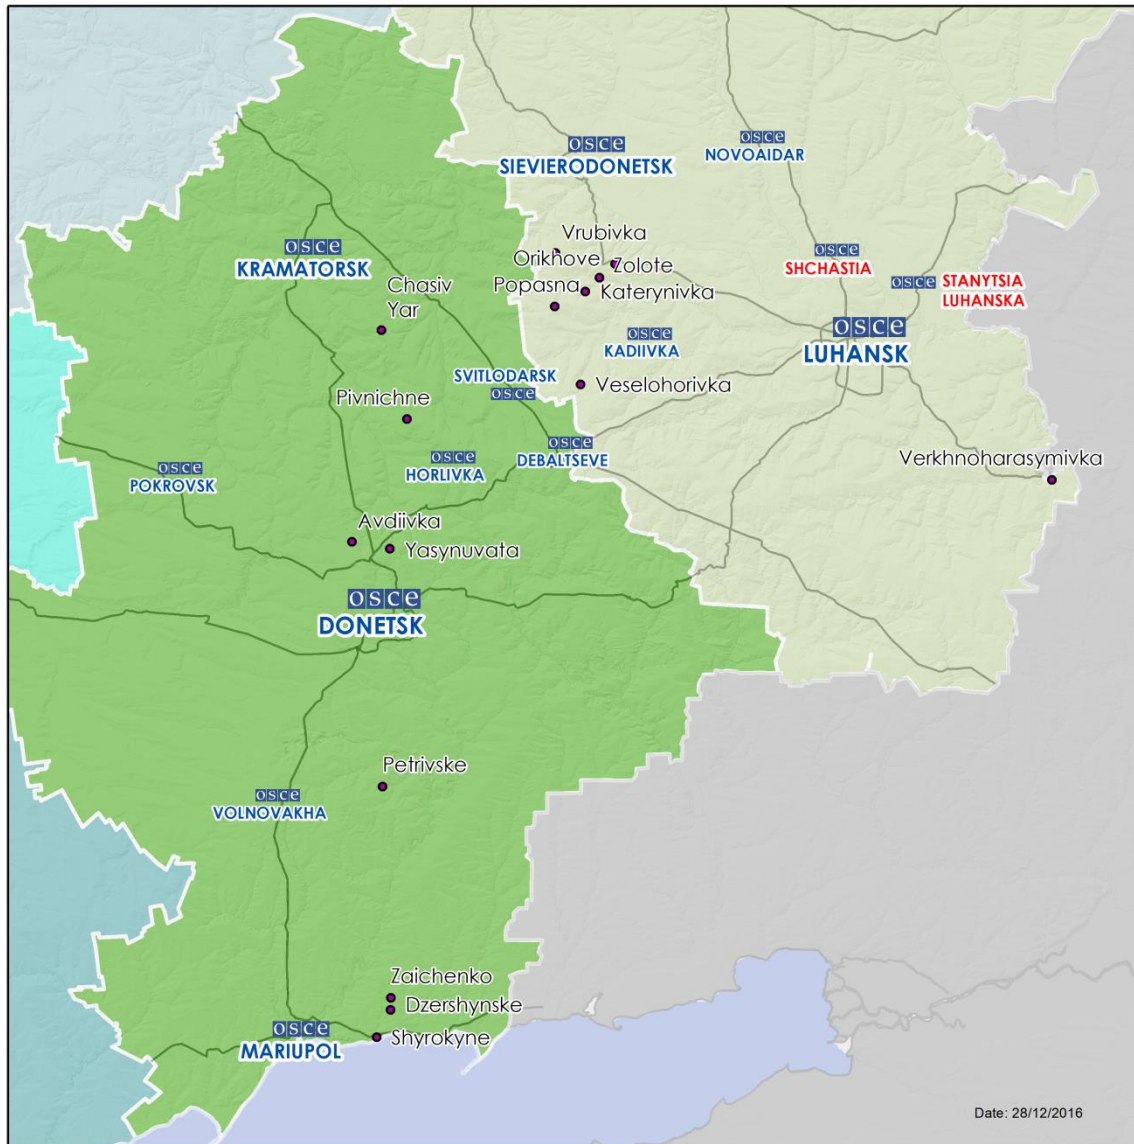 osce
SIEVIERODONETSK
osce
NOVOAIDAR
osce
KRAMATORSK
Vrubivka
Orikhove
Zolote
Popasna
Katerynivka
osce
SHCHASTIA
osce
STANYTSIA
LUHANSKA
Chasiv
Yar
osce
KADIIVKA
osce
LUHANSK
SVITLODARSK
osce
Veselohorivka
Pivnichne
osce
POKROVSK
osce
HORLIVKA
osce
DEBALTSEVE
Verkhnoharasymivka
Avdiivka
Yasynuvata
osce
DONETSK
Petrivske
osce
VOLNOVAKHA
Zaichenko
Dzershynske
osce
MARIUPOL
Shyrokyne
Date: 28/12/2016